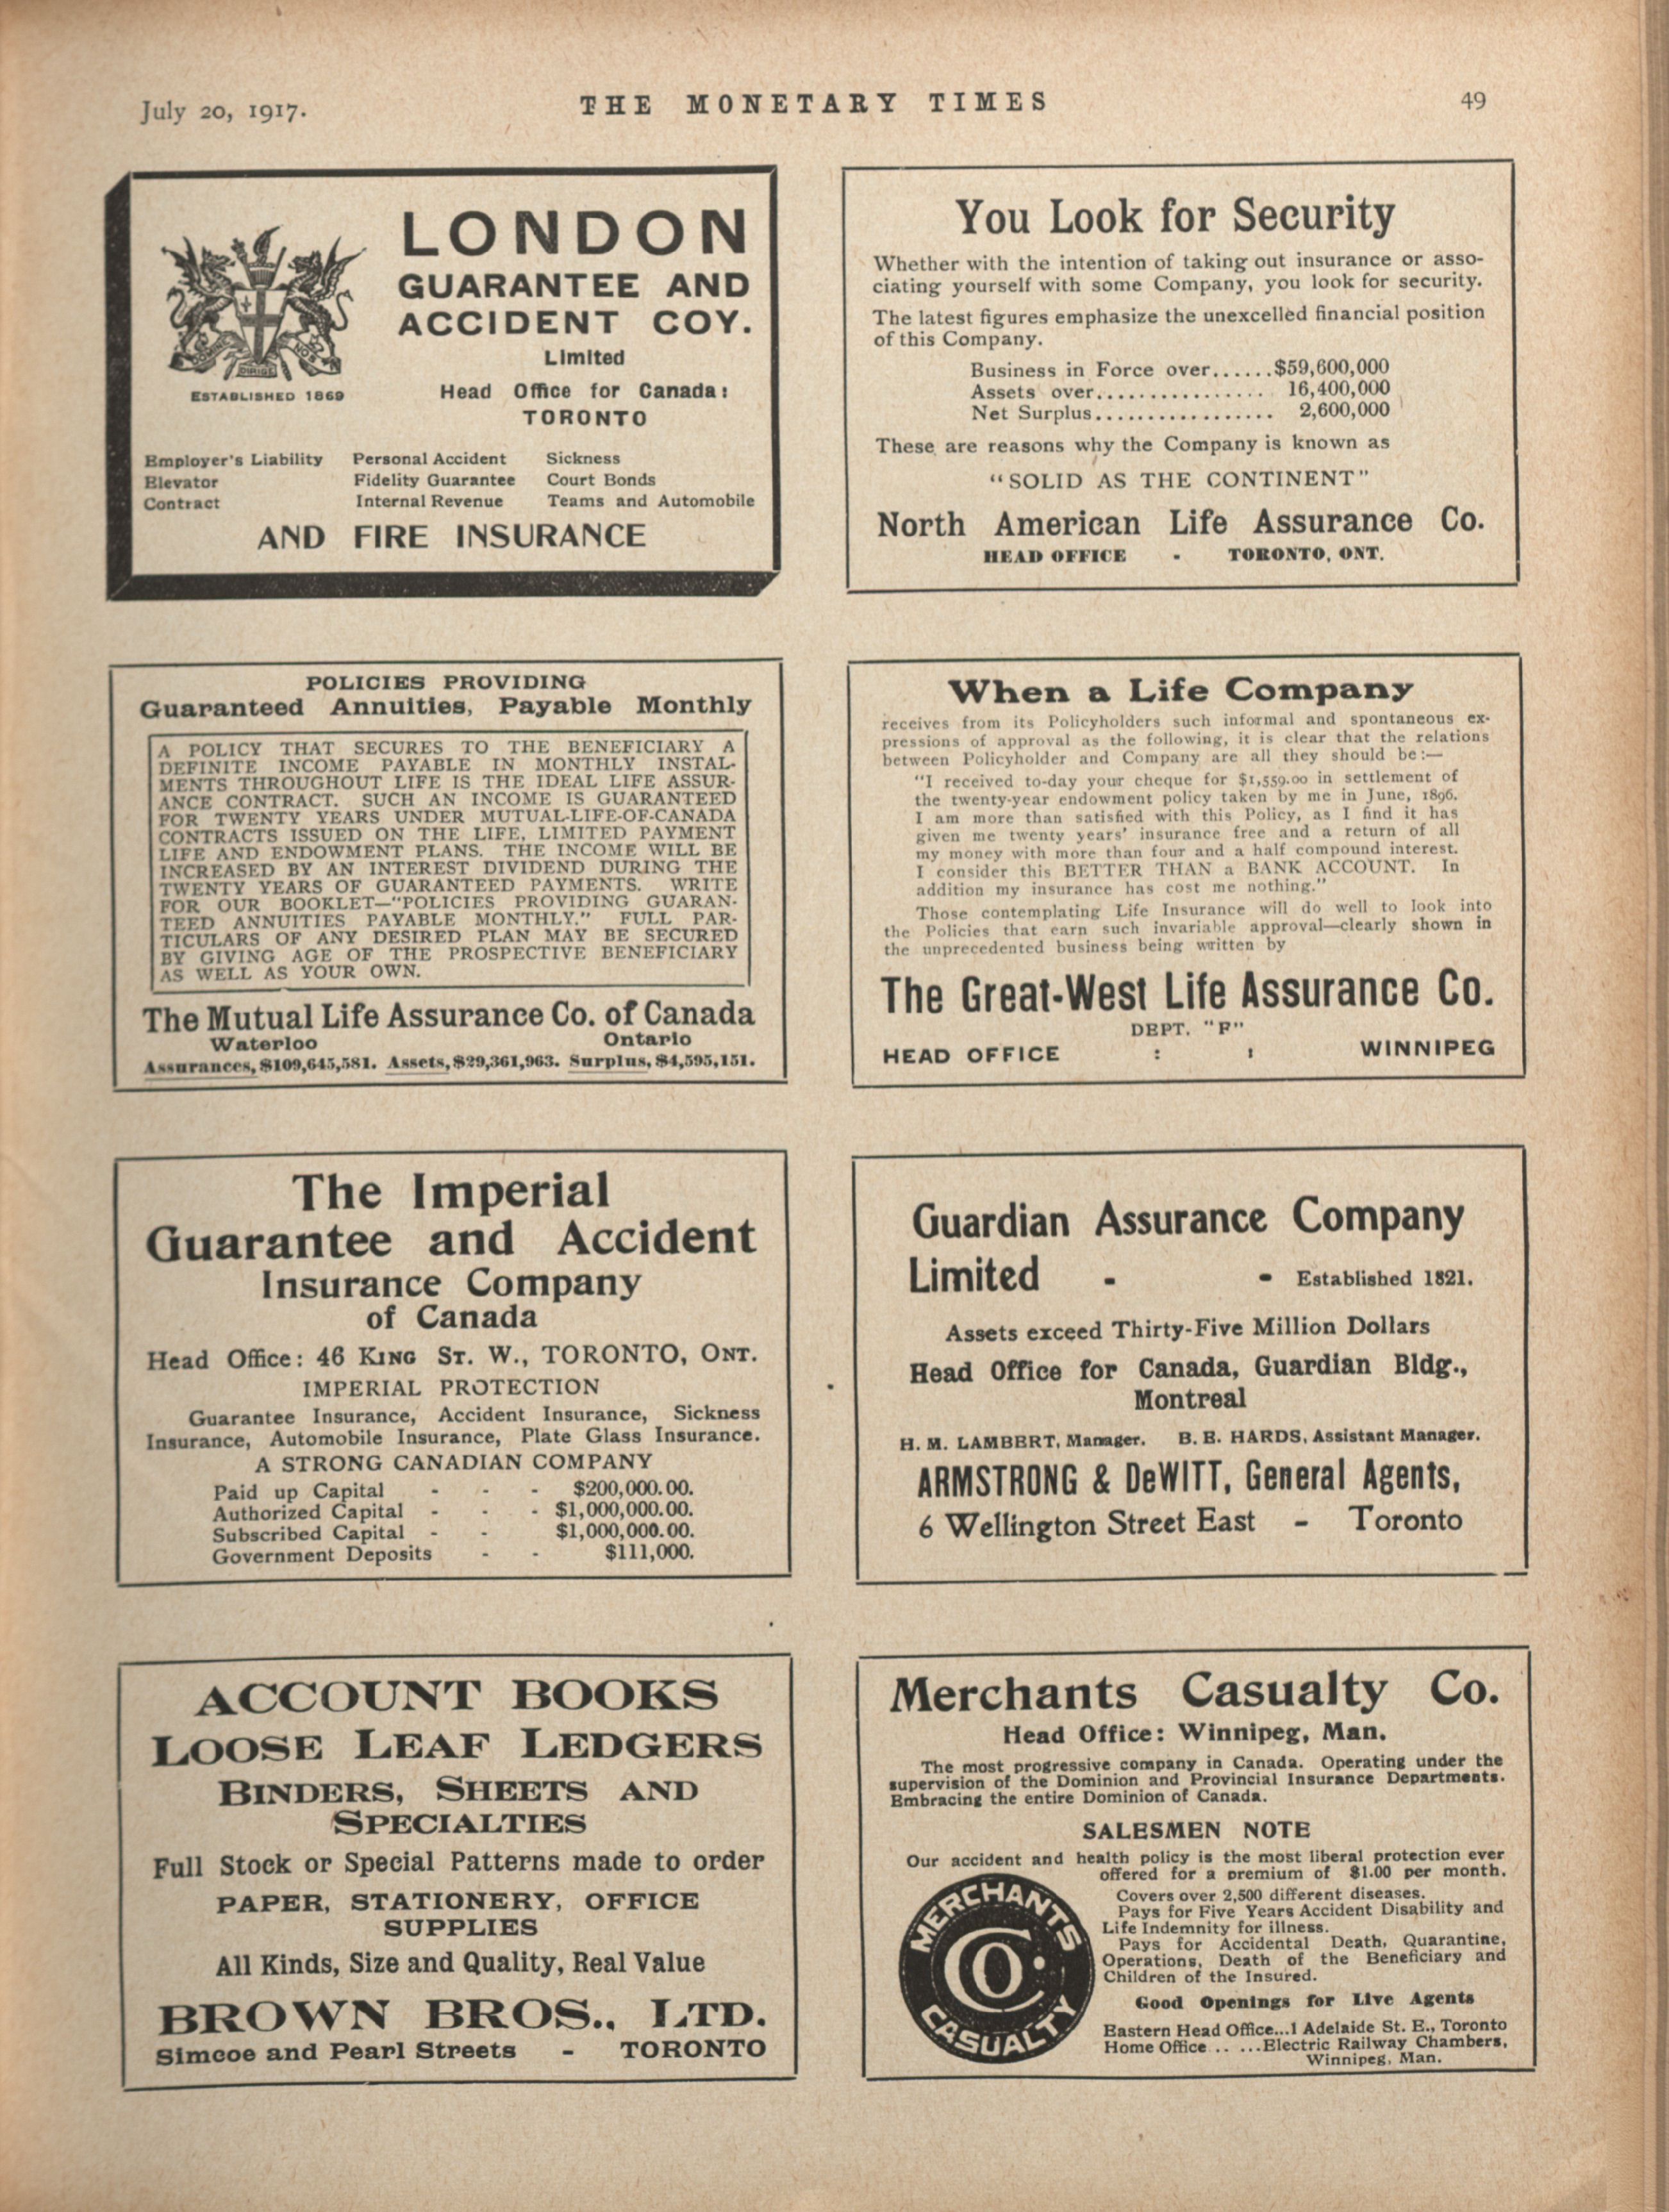 July 20, 1917.
THE MONETARY TIMES
49
LONDON
GUARANTEE AND
ACCIDENT COY.
Limited
ESTABLISHED 1869
Head Office for Canada:
TORONTO
Employer's Liability Personal Accident Sickness
Elevator Fidelity Guarantee Court Bonds
Contract Internal Revenue Teams and Automobile
AND FIRE INSURANCE
You Look for Security
Whether with the intention of taking out insurance or asso-
ciating yourself with some Company, you look for security.
The latest figures emphasize the unexcelled financial position
of this Company.
Business in Force over......$59,600,000
Assets over................ 16,400,000
Net Surplus................. 2,600,000
These are reasons why the Company is known as
"SOLID AS THE CONTINENT"
North American Life Assurance Co.
HEAD OFFICE - TORONTO, ONT.
POLICIES PROVIDING
Guaranteed Annuities, Payable Monthly
A POLICY THAT SECURES TO THE BENEFICIARY A
DEFINITE INCOME PAYABLE IN MONTHLY INSTAL-
MENTS THROUGHOUT LIFE IS THE IDEAL LIFE ASSUR-
ANCE CONTRACT. SUCH AN INCOME IS GUARANTEED
FOR TWENTY YEARS UNDER MUTUAL-LIFE-OF-CANADA
CONTRACTS ISSUED ON THE LIFE, LIMITED PAYMENT
LIFE AND ENDOWMENT PLANS. THE INCOME WILL BE
INCREASED BY AN INTEREST DIVIDEND DURING THE
TWENTY YEARS OF GUARANTEED PAYMENTS. WRITE
FOR OUR BOOKLET—"POLICIES PROVIDING GUARAN-
TEED ANNUITIES PAYABLE MONTHLY." FULL PAR-
TICULARS OF ANY DESIRED PLAN MAY BE SECURED
BY GIVING AGE OF THE PROSPECTIVE BENEFICIARY
AS WELL AS YOUR OWN.
The Mutual Life Assurance Co. of Canada
Waterloo Ontario
Assurances, $109,645,581. Assets, $29,361,963. Surplus, $4,595,151.
When a Life Company
receives from its Policyholders such informal and spontaneous ex-
pressions of approval as the following, it is clear that the relations
between Policyholder and Company are all they should be:—
"I received to-day your cheque for $1,559.00 in settlement of
the twenty-year endowment policy taken by me in June, 1896.
I am more than satisfied with this Policy, as I find it has
given me twenty years' insurance free and a return of all
my money with more than four and a half compound interest.
I consider this BETTER THAN a BANK ACCOUNT. In
addition my insurance has cost me nothing."
Those contemplating Life Insurance will do well to look into
the Policies that earn such invariable approval—clearly shown in
the unprecedented business being written by
The Great-West Life Assurance Co.
DEPT. "F"
HEAD OFFICE : : WINNIPEG
The Imperial
Guarantee and Accident
Insurance Company
of Canada
Head Office: 46 KING ST. W., TORONTO, ONT.
IMPERIAL PROTECTION
Guarantee Insurance, Accident Insurance, Sickness
Insurance, Automobile Insurance, Plate Glass Insurance.
A STRONG CANADIAN COMPANY
Paid up Capital - - - $200,000.00.
Authorized Capital - - - $1,000,000.00.
Subscribed Capital - - $1,000,000.00.
Government Deposits - - $111,000.
Guardian Assurance Company
Limited - - Established 1821.
Assets exceed Thirty-Five Million Dollars
Head Office for Canada, Guardian Bldg.,
Montreal
H. M. LAMBERT, Manager. B. E. HARDS, Assistant Manager.
ARMSTRONG & DeWITT, General Agents,
6 Wellington Street East - Toronto
ACCOUNT BOOKS
LOOSE LEAF LEDGERS
BINDERS, SHEETS AND
SPECIALTIES
Full Stock or Special Patterns made to order
PAPER, STATIONERY, OFFICE
SUPPLIES
All Kinds, Size and Quality, Real Value
BROWN BROS., LTD.
Simcoe and Pearl Streets - TORONTO
Merchants Casualty Co.
Head Office: Winnipeg, Man.
The most progressive company in Canada. Operating under the
supervision of the Dominion and Provincial Insurance Departments.
Embracing the entire Dominion of Canada.
SALESMEN NOTE
Our accident and health policy is the most liberal protection ever
offered for a premium of $1.00 per month.
Covers over 2,500 different diseases.
Pays for Five Years Accident Disability and
Life Indemnity for illness.
Pays for Accidental Death, Quarantine,
Operations, Death of the Beneficiary and
Children of the Insured.
Good Openings for Live Agents
Eastern Head Office...1 Adelaide St. E., Toronto
Home Office .. ...Electric Railway Chambers,
Winnipeg, Man.
MERCHANTS
CO.
CASUALTY